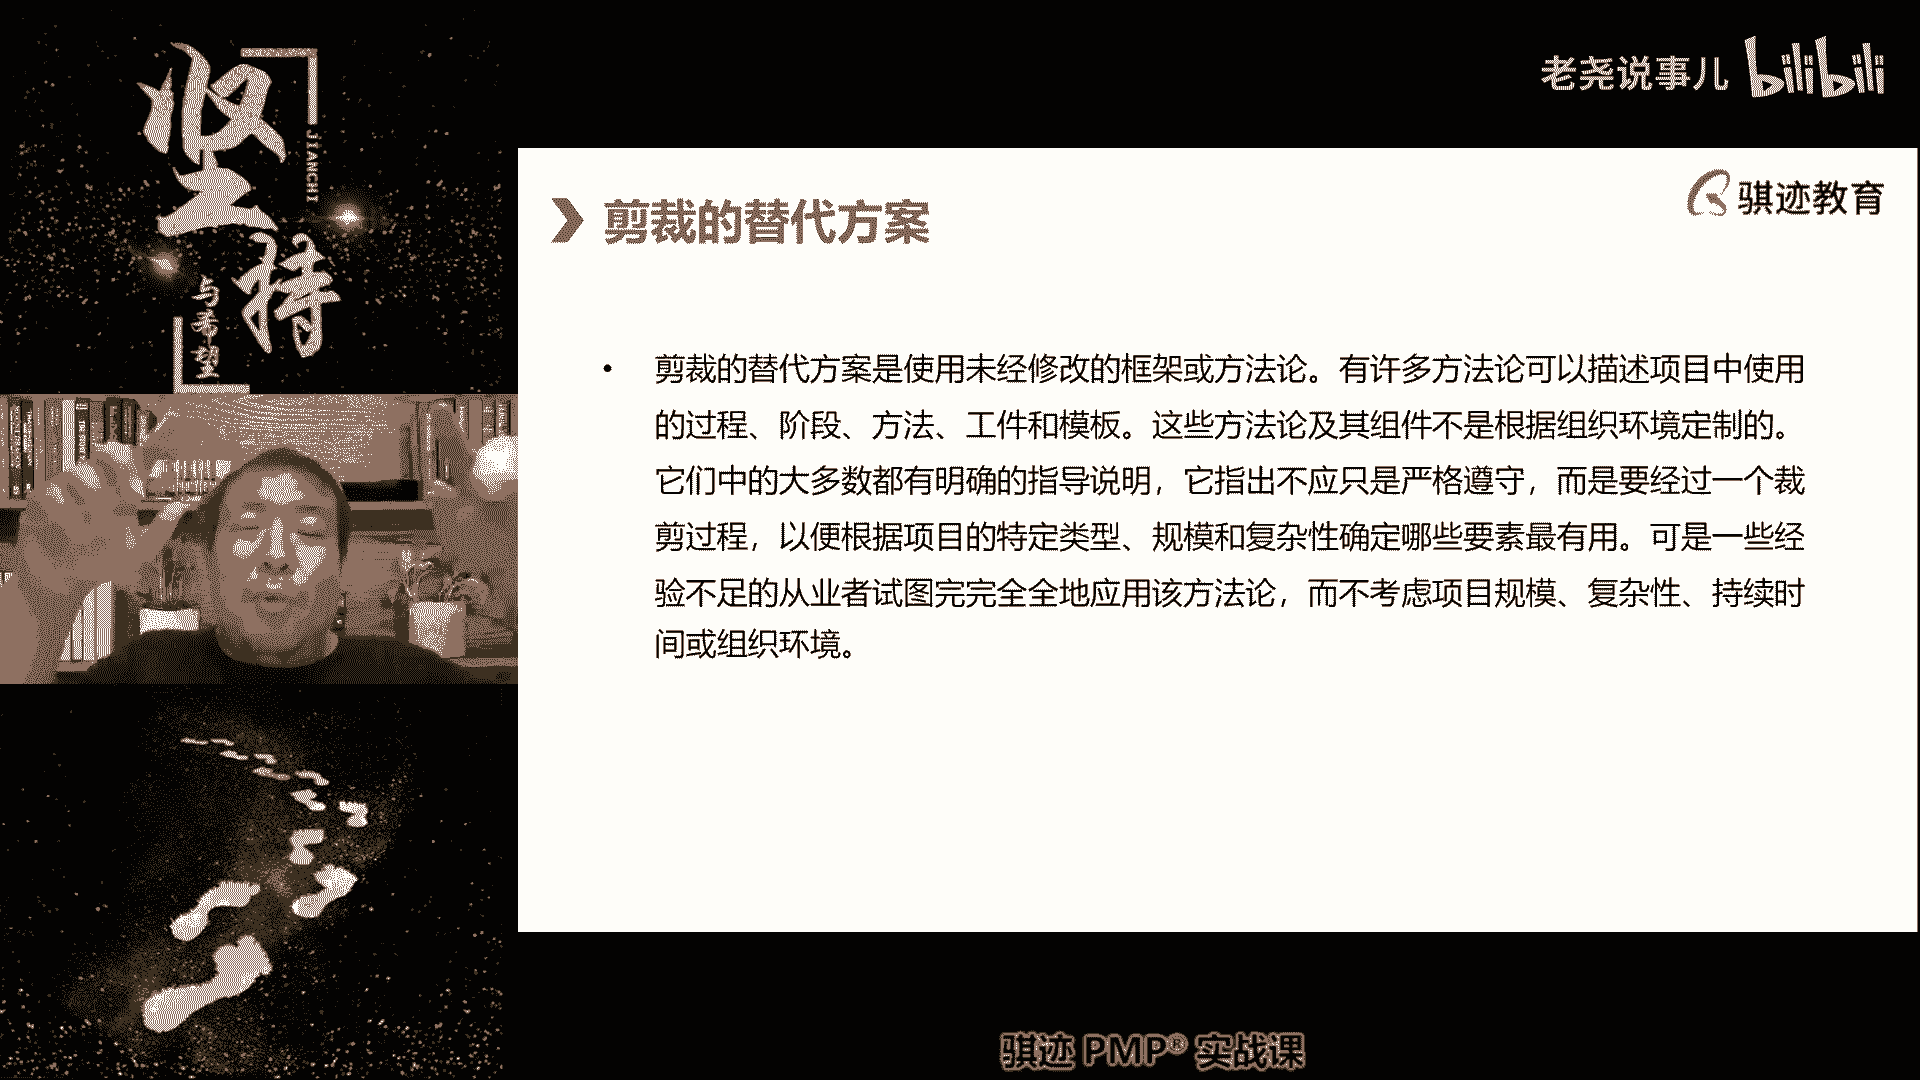 坚持
JIANCHI
与希望
老尧说事儿 bilibili
骐迹教育
剪裁的替代方案
• 剪裁的替代方案是使用未经修改的框架或方法论。有许多方法论可以描述项目中使用
的过程、阶段、方法、工件和模板。这些方法论及其组件不是根据组织环境定制的。
它们中的大多数都有明确的指导说明，它指出不应只是严格遵守，而是要经过一个裁
剪过程，以便根据项目的特定类型、规模和复杂性确定哪些要素最有用。可是一些经
验不足的从业者试图完完全全地应用该方法论，而不考虑项目规模、复杂性、持续时
间或组织环境。
骐迹 PMP® 实战课